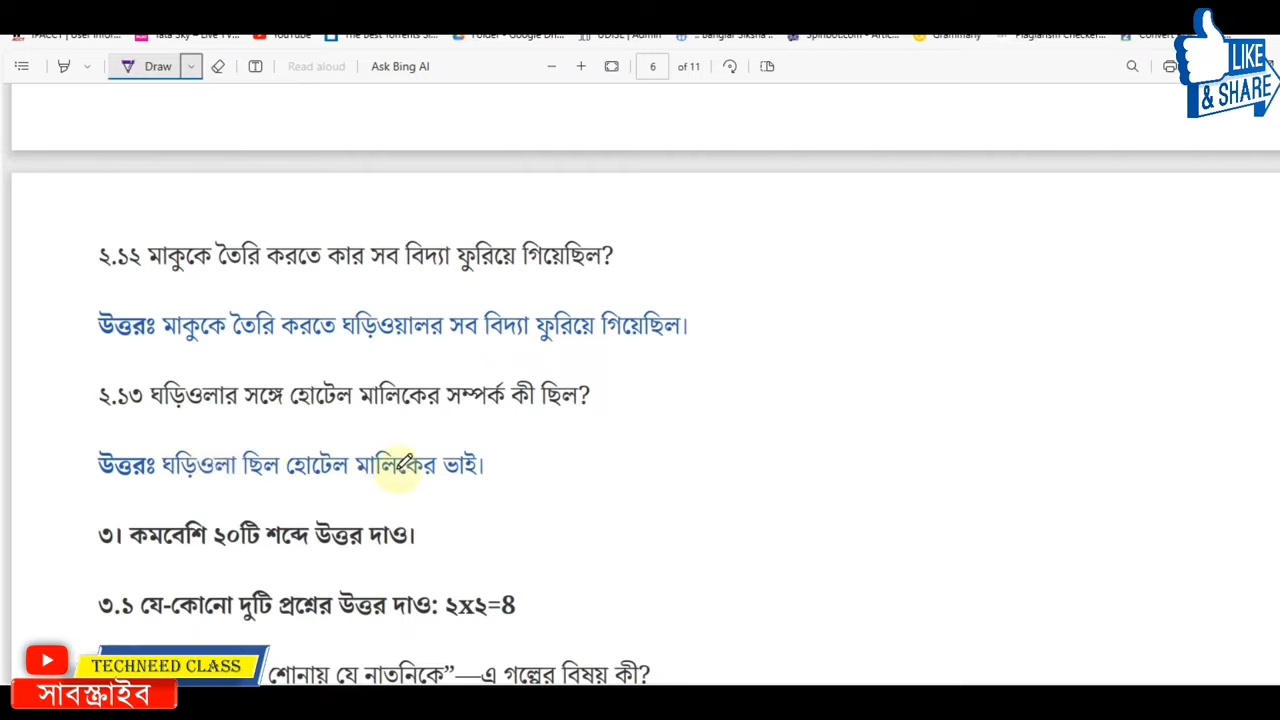 Draw
Read aloud
Ask Bing AI
6 of 11
LIKE
& SHARE
২.১২ মাকুকে তৈরি করতে কার সব বিদ্যা ফুরিয়ে গিয়েছিল?
উত্তরঃ মাকুকে তৈরি করতে ঘড়িওয়ালর সব বিদ্যা ফুরিয়ে গিয়েছিল।
২.১৩ ঘড়িওলার সঙ্গে হোটেল মালিকের সম্পর্ক কী ছিল?
উত্তরঃ ঘড়িওলা ছিল হোটেল মালিকের ভাই।
৩। কমবেশি ২০টি শব্দে উত্তর দাও।
৩.১ যে-কোনো দুটি প্রশ্নের উত্তর দাও: ২x২=8
শোনায় যে নাতনিকে”—এ গল্পের বিষয় কী?
TECHNEED CLASS
সাবস্ক্রাইব